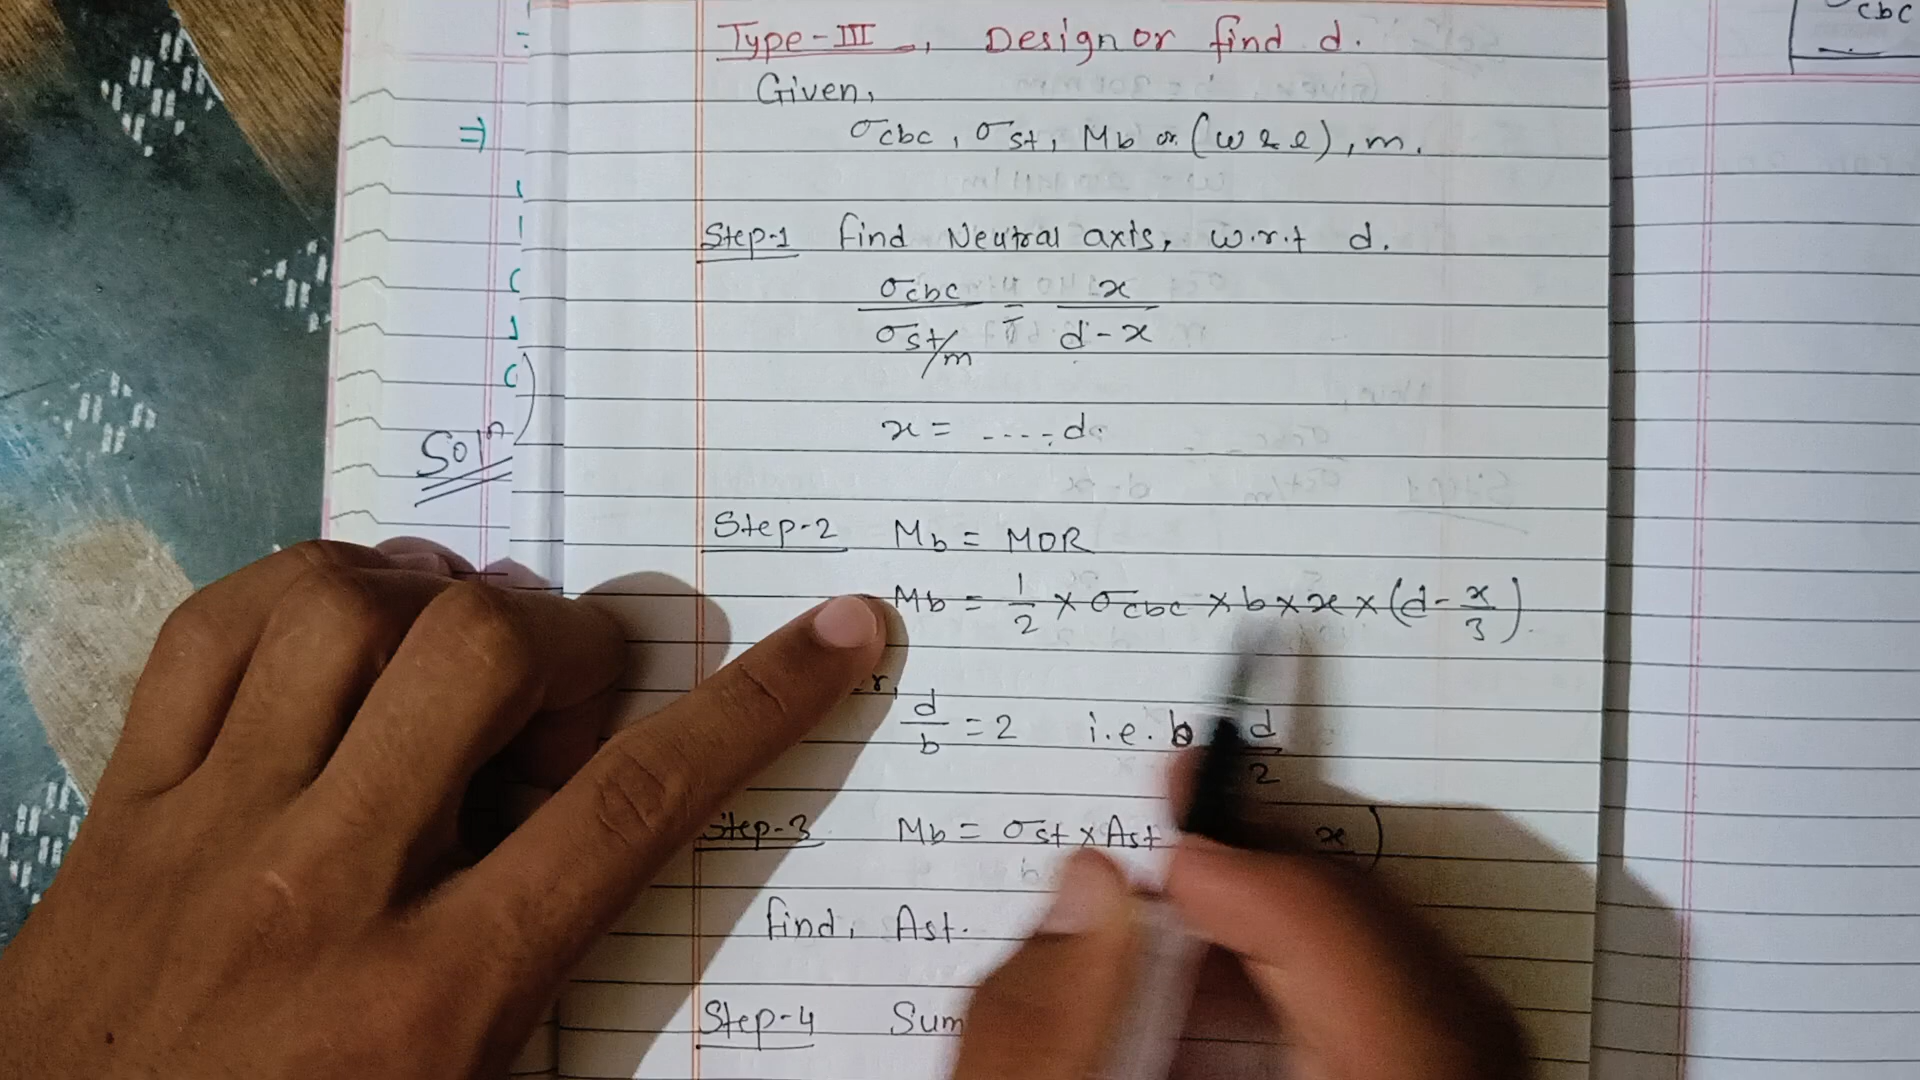 Type-III, Design or find d.
Given,
σcbc, σst, Mb or (w & l), m.
Step-1 find Neutral axis, w.r.t d.
σcbc / (σst/m) = x / (d - x)
x = ....d.
Soln
Step-2 Mb = MOR
Mb = 1/2 × σcbc × b × x × (d - x/3).
r,
d/b = 2 i.e. b d/2
Step-3 Mb = σst × Ast x )
find, Ast.
Step-4 Sum
cbc